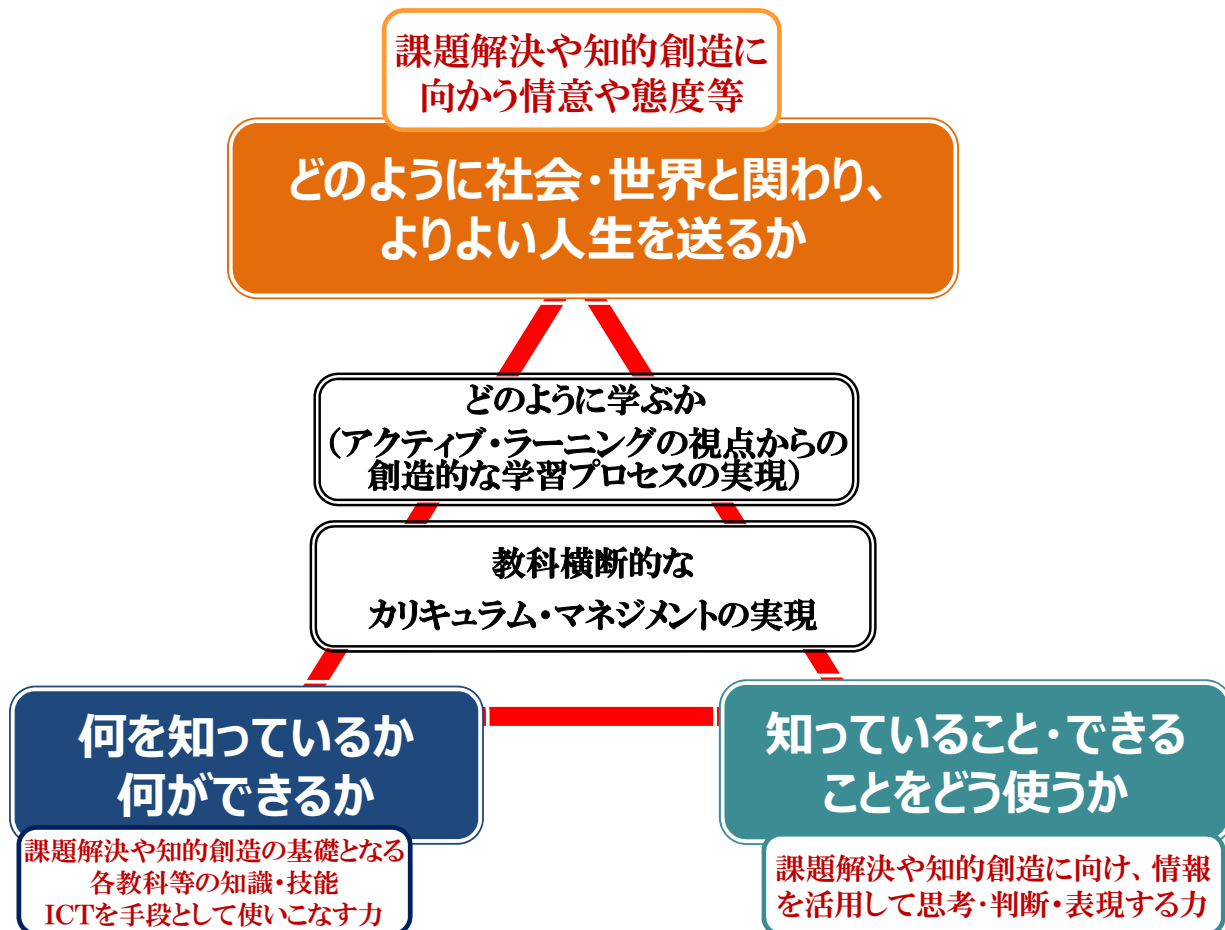 課題解決や知的創造に
向かう情意や態度等
どのように社会・世界と関わり、
よりよい人生を送るか
どのように学ぶか
(アクティブ・ラーニングの視点からの
創造的な学習プロセスの実現)
教科横断的な
カリキュラム・マネジメントの実現
何を知っているか
何ができるか
課題解決や知的創造の基礎となる
各教科等の知識・技能
ICTを手段として使いこなす力
知っていること・できる
ことをどう使うか
課題解決や知的創造に向け、情報
を活用して思考・判断・表現する力